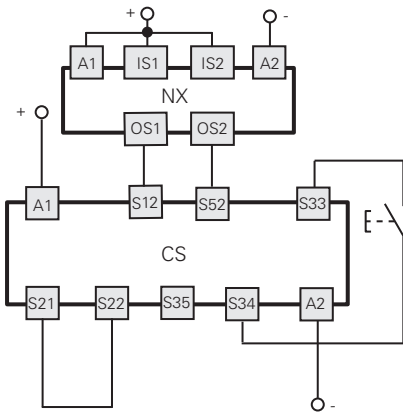 + -
A1 IS1 IS2 A2
NX
OS1 OS2
+
A1 S12 S52 S33
CS
S21 S22 S35 S34 A2
-